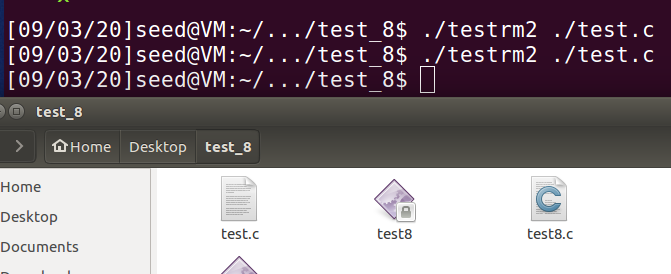 [09/03/20]seed@VM:~/.../test_8$ ./testrm2 ./test.c
[09/03/20]seed@VM:~/.../test_8$ ./testrm2 ./test.c
[09/03/20]seed@VM:~/.../test_8$
test_8
Home Desktop test_8
Home
Desktop
Documents
test.c test8 test8.c